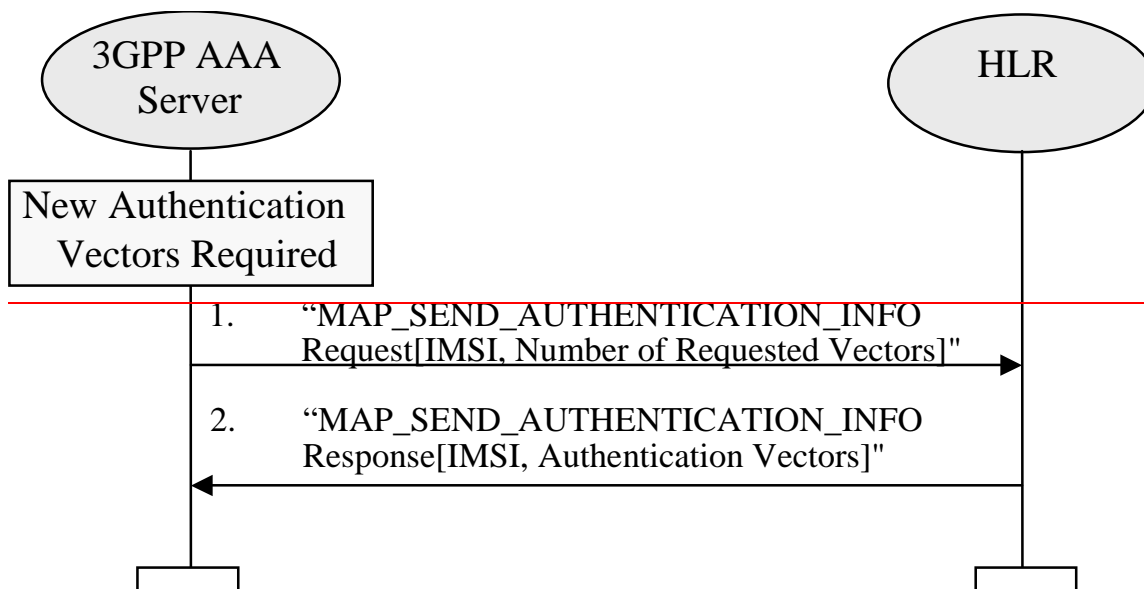 3GPP AAA
Server
HLR
New Authentication
Vectors Required
1. “MAP_SEND_AUTHENTICATION_INFO
Request[IMSI, Number of Requested Vectors]"
2. “MAP_SEND_AUTHENTICATION_INFO
Response[IMSI, Authentication Vectors]"